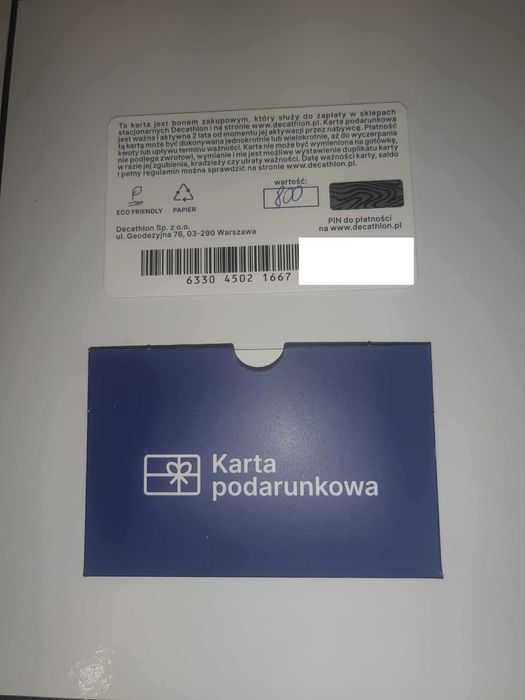 Ta karta jest bonem zakupowym, który służy do zapłaty w sklepach
stacjonarnych Decathlon i na stronie www.decathlon.pl. Karta podarunkowa
jest ważna i aktywna 2 lata od momentu jej aktywacji przez nabywcę. Płatność
tą kartą może być dokonywana jednokrotnie lub wielokrotnie, aż do wyczerpania
kwoty lub upływu terminu ważności. Karta nie może być wymieniona na gotówkę,
nie podlega zwrotowi, wymianie i nie jest możliwe wystawienie duplikatu karty
w razie jej zgubienia, kradzieży czy utraty ważności. Datę ważności karty, saldo
i pełny regulamin można sprawdzić na stronie www.decathlon.pl.
wartość:
800
ECO FRIENDLY PAPIER
PIN do płatności
na www.decathlon.pl
Decathlon Sp. z o.o.
ul. Geodezyjna 76, 03-290 Warszawa
6330 4502 1667
Karta
podarunkowa